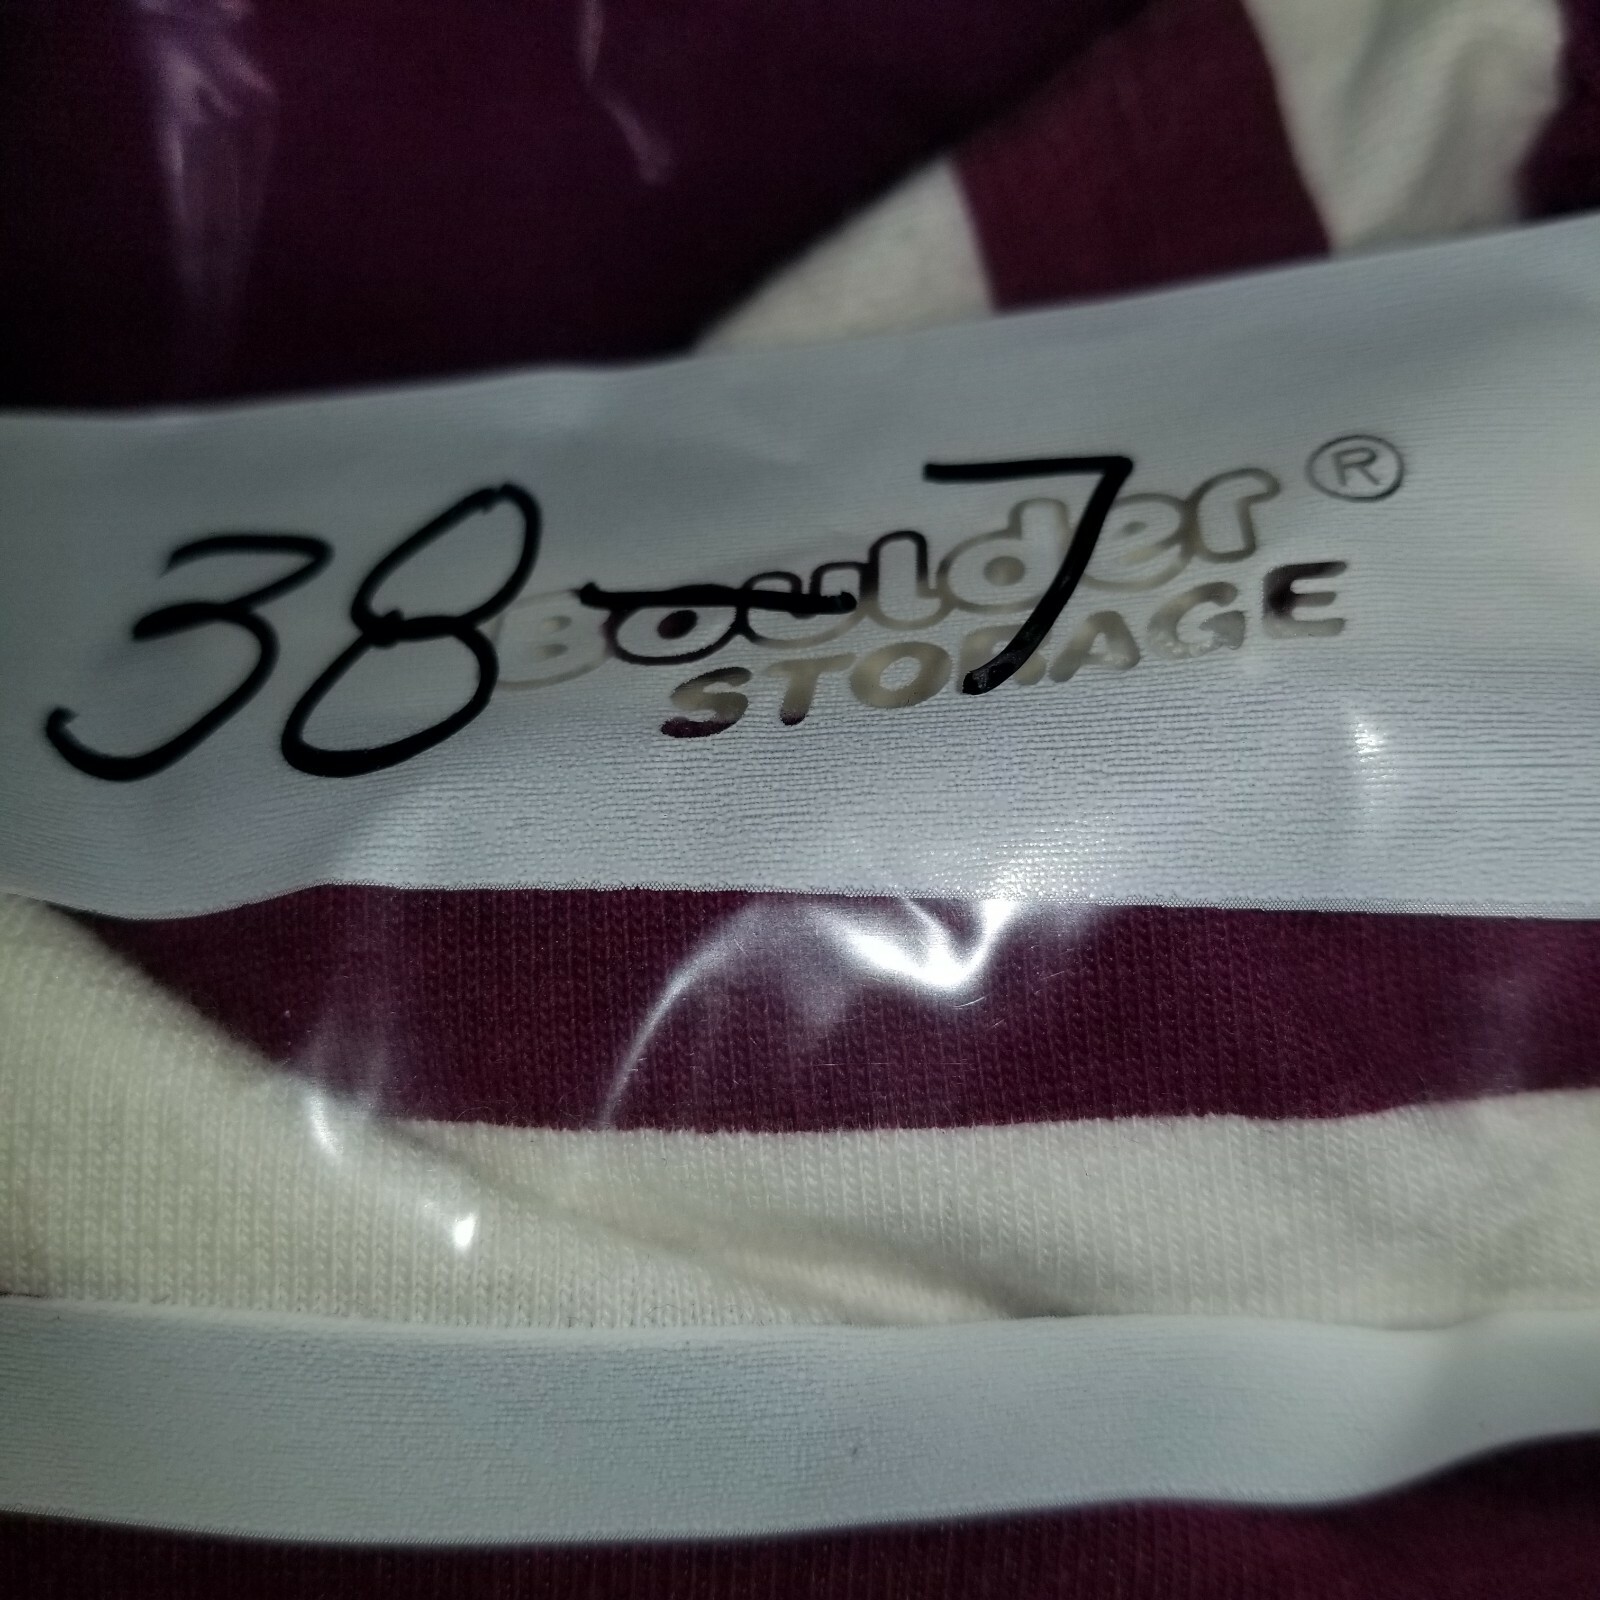 38-7
Boulder ®
STORAGE